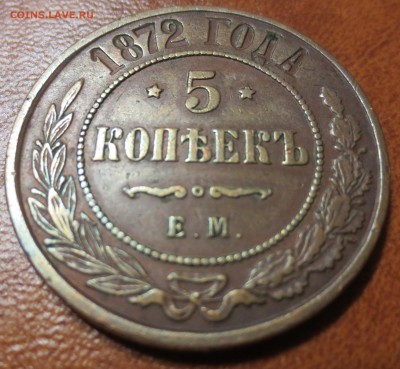 COINS.LAVE.RU
1872 ГОДА
* 5 *
КОПѢЕКЪ
Е.М.